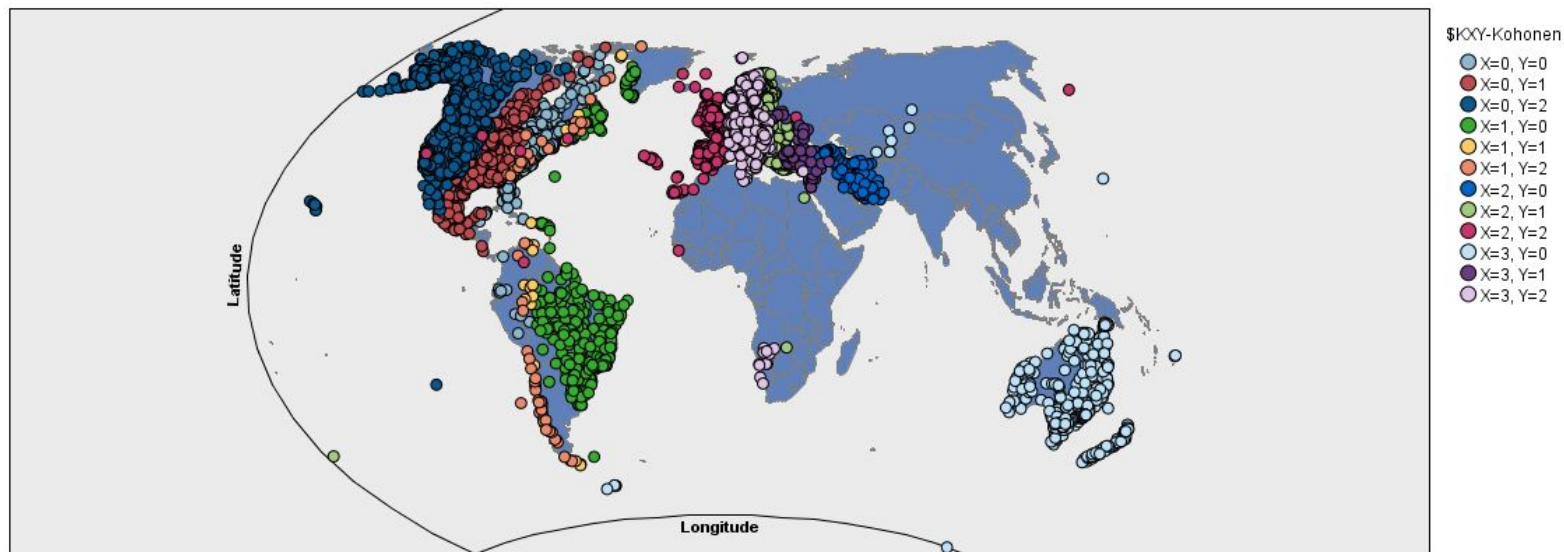 $KXY-Kohonen
X=0, Y=0
X=0, Y=1
X=0, Y=2
X=1, Y=0
X=1, Y=1
X=1, Y=2
X=2, Y=0
X=2, Y=1
X=2, Y=2
X=3, Y=0
X=3, Y=1
X=3, Y=2
Latitude
Longitude